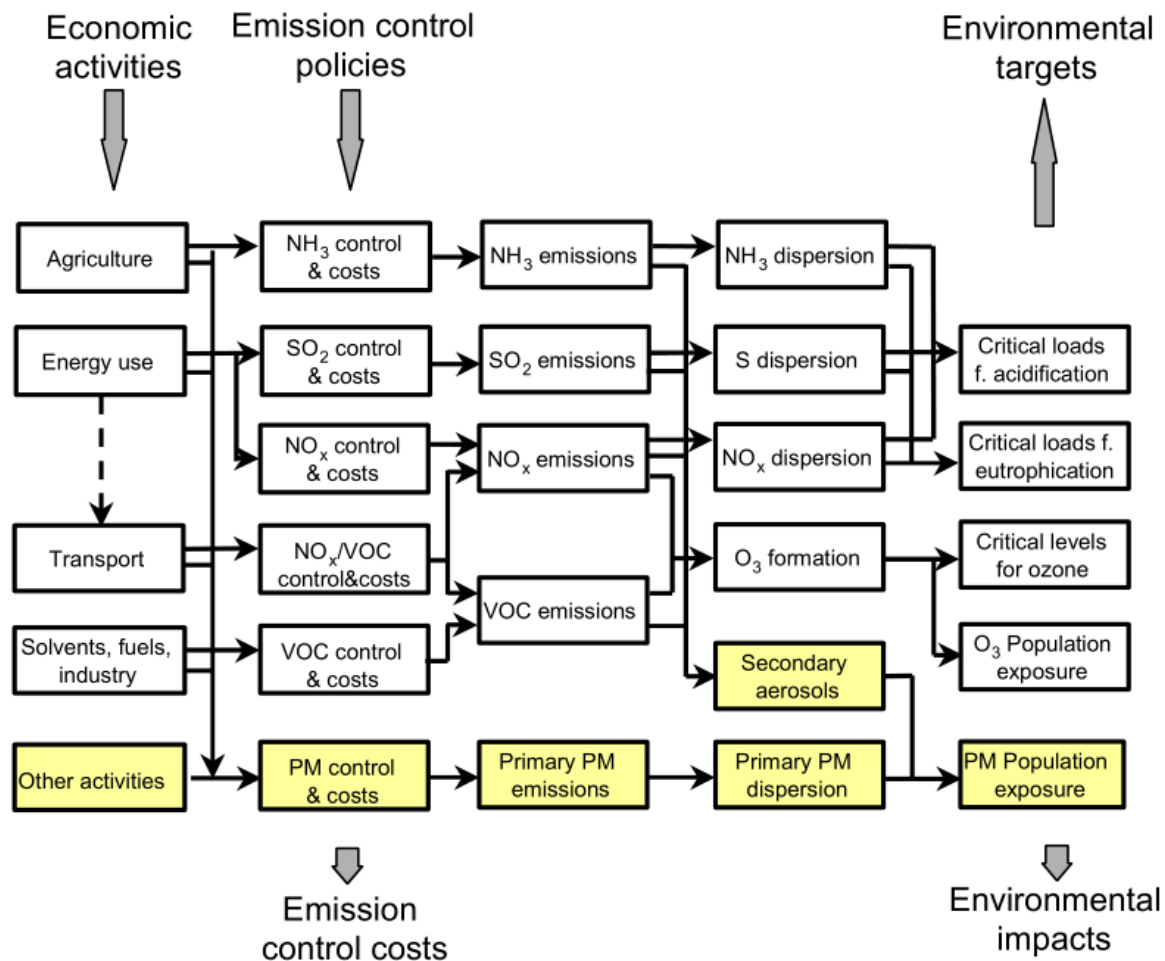 Economic
activities
Emission control
policies
Environmental
targets
Agriculture
NH₃ control
& costs
NH₃ emissions
NH₃ dispersion
Energy use
SO₂ control
& costs
SO₂ emissions
S dispersion
Critical loads
f. acidification
NOₓ control
& costs
NOₓ emissions
NOₓ dispersion
Critical loads f.
eutrophication
Transport
NOₓ/VOC
control&costs
O₃ formation
Critical levels
for ozone
VOC emissions
Solvents, fuels,
industry
VOC control
& costs
Secondary
aerosols
O₃ Population
exposure
Other activities
PM control
& costs
Primary PM
emissions
Primary PM
dispersion
PM Population
exposure
Emission
control costs
Environmental
impacts